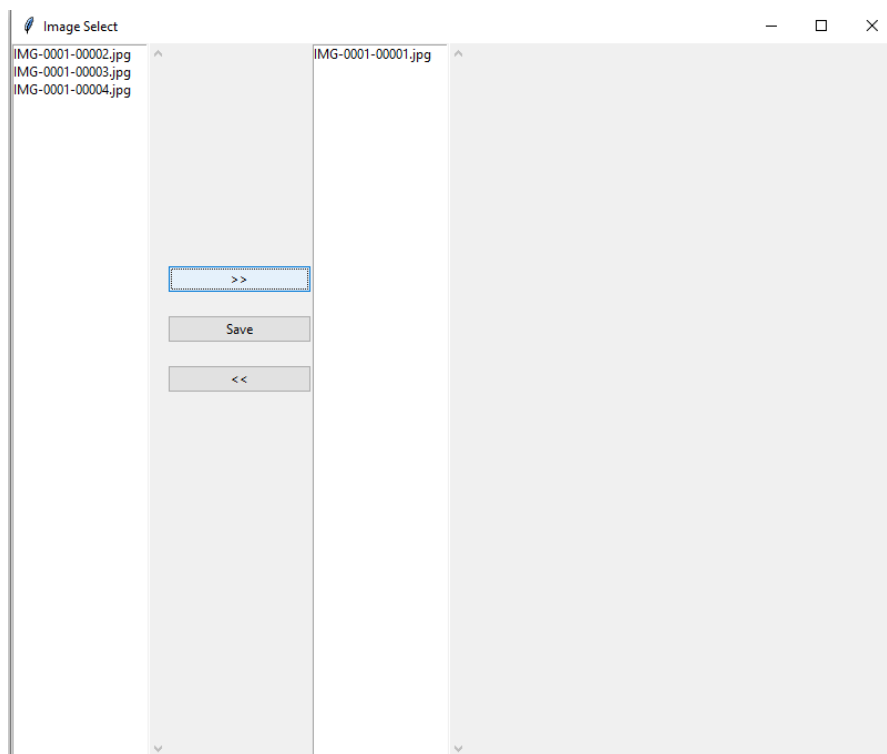 Image Select
IMG-0001-00002.jpg
IMG-0001-00003.jpg
IMG-0001-00004.jpg
>>
Save
<<
IMG-0001-00001.jpg